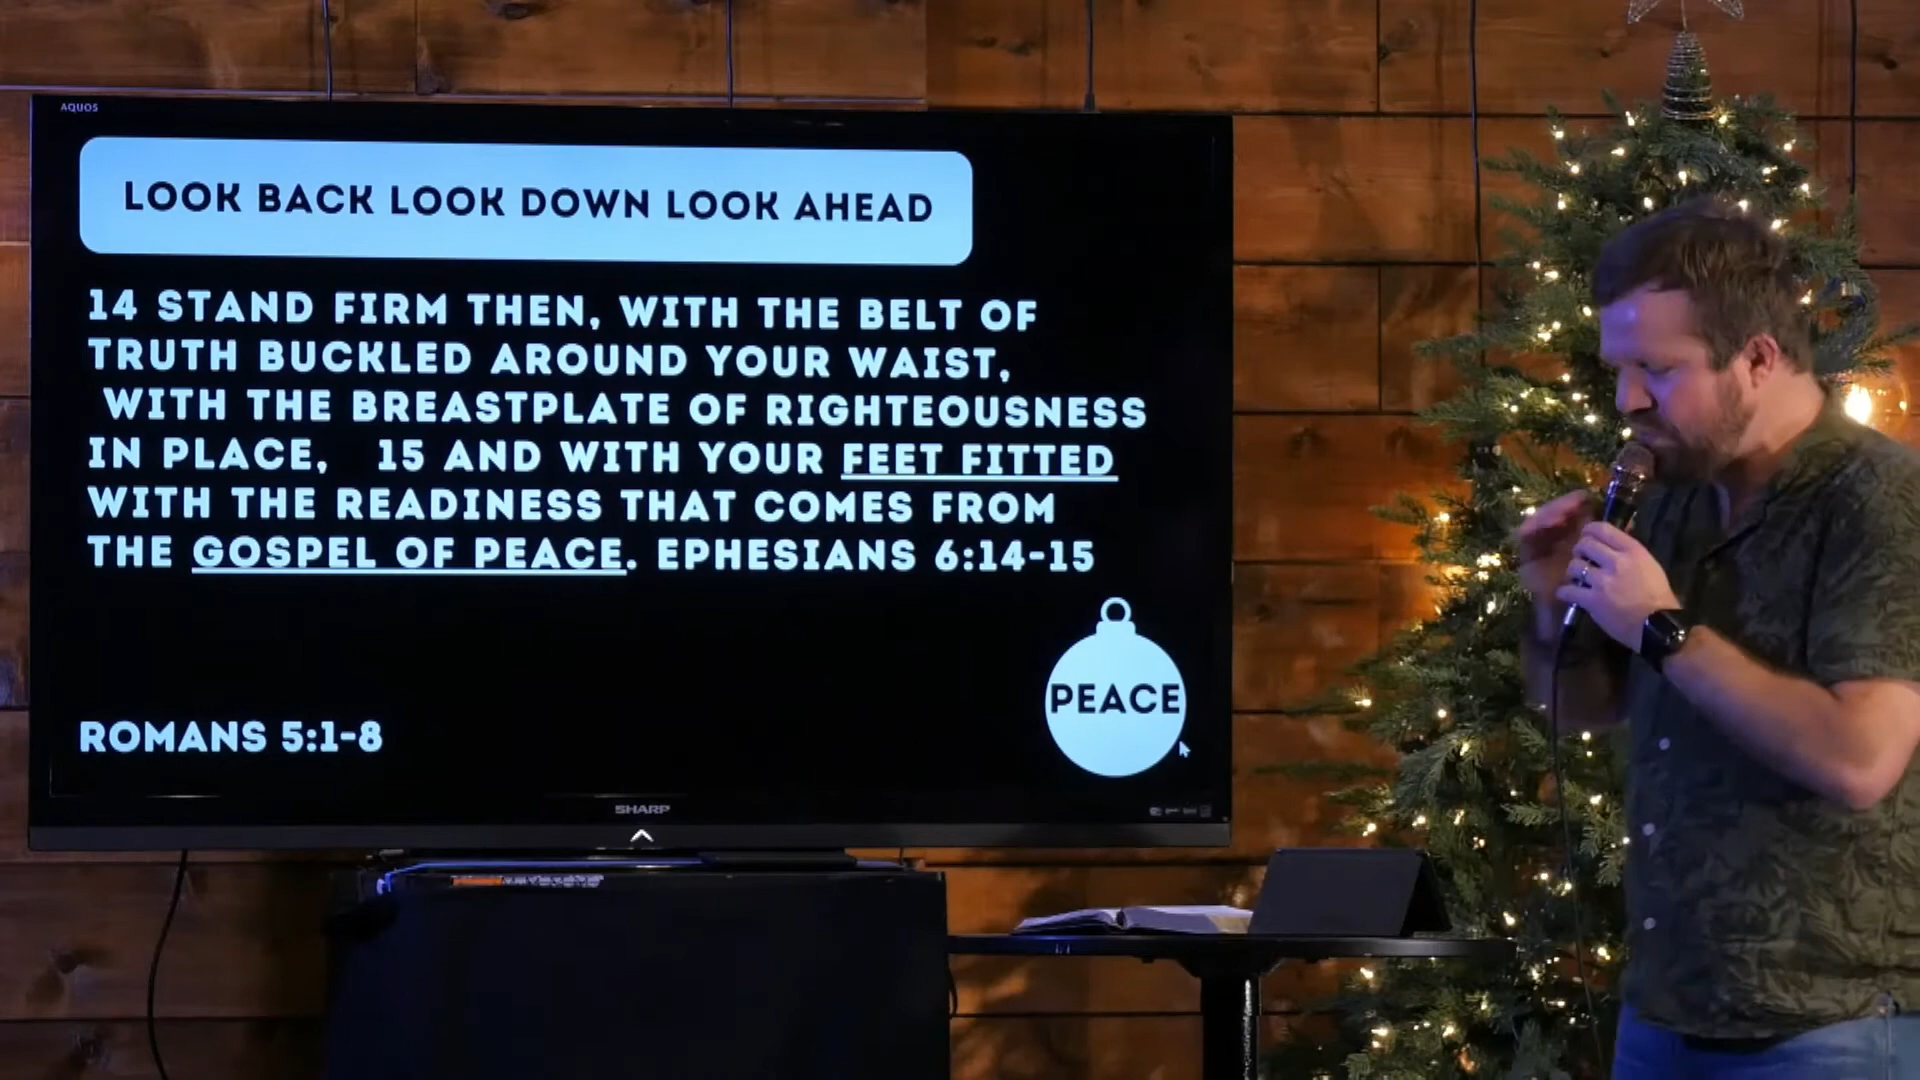 AQUOS
LOOK BACK LOOK DOWN LOOK AHEAD
14 STAND FIRM THEN, WITH THE BELT OF
TRUTH BUCKLED AROUND YOUR WAIST,
WITH THE BREASTPLATE OF RIGHTEOUSNESS
IN PLACE, 15 AND WITH YOUR FEET FITTED
WITH THE READINESS THAT COMES FROM
THE GOSPEL OF PEACE. EPHESIANS 6:14-15
PEACE
ROMANS 5:1-8
SHARP